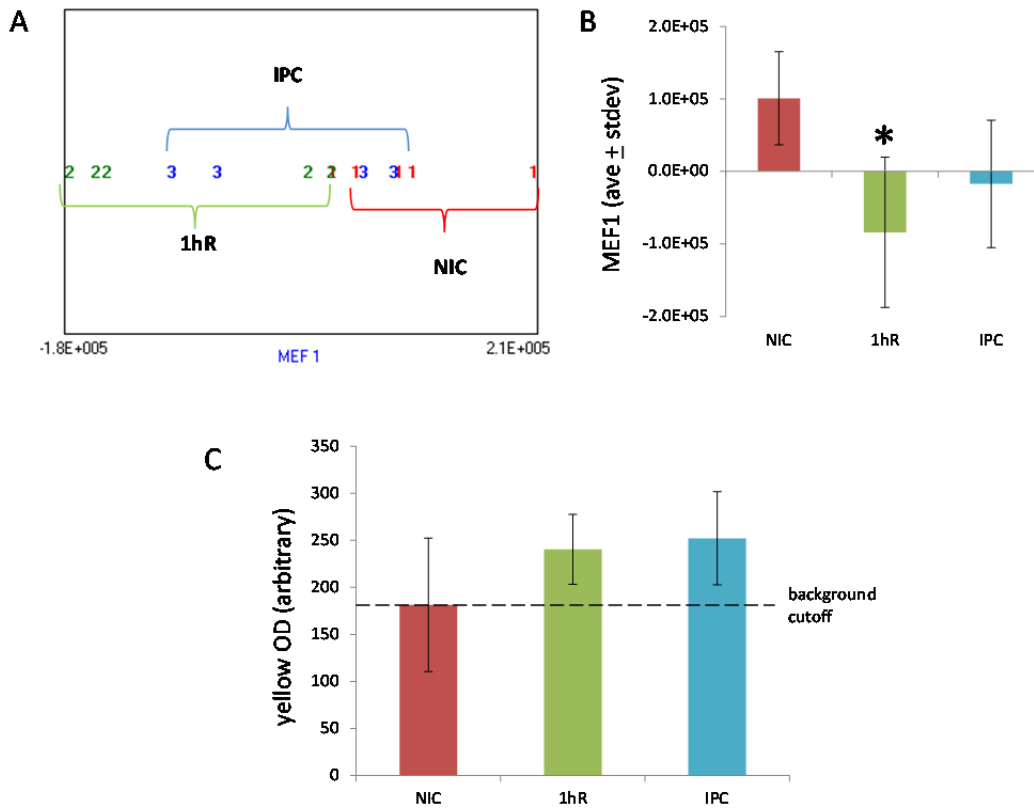 A
IPC
2 2 2 3 3 2 2 1 1 3 3 1 1 1
1hR
NIC
-1.8E+005 2.1E+005
MEF 1
B
MEF1 (ave ± stdev)
2.0E+05
1.0E+05
0.0E+00
-1.0E+05
-2.0E+05
*
NIC 1hR IPC
C
yellow OD (arbitrary)
350
300
250
200
150
100
50
0
background
cutoff
NIC 1hR IPC